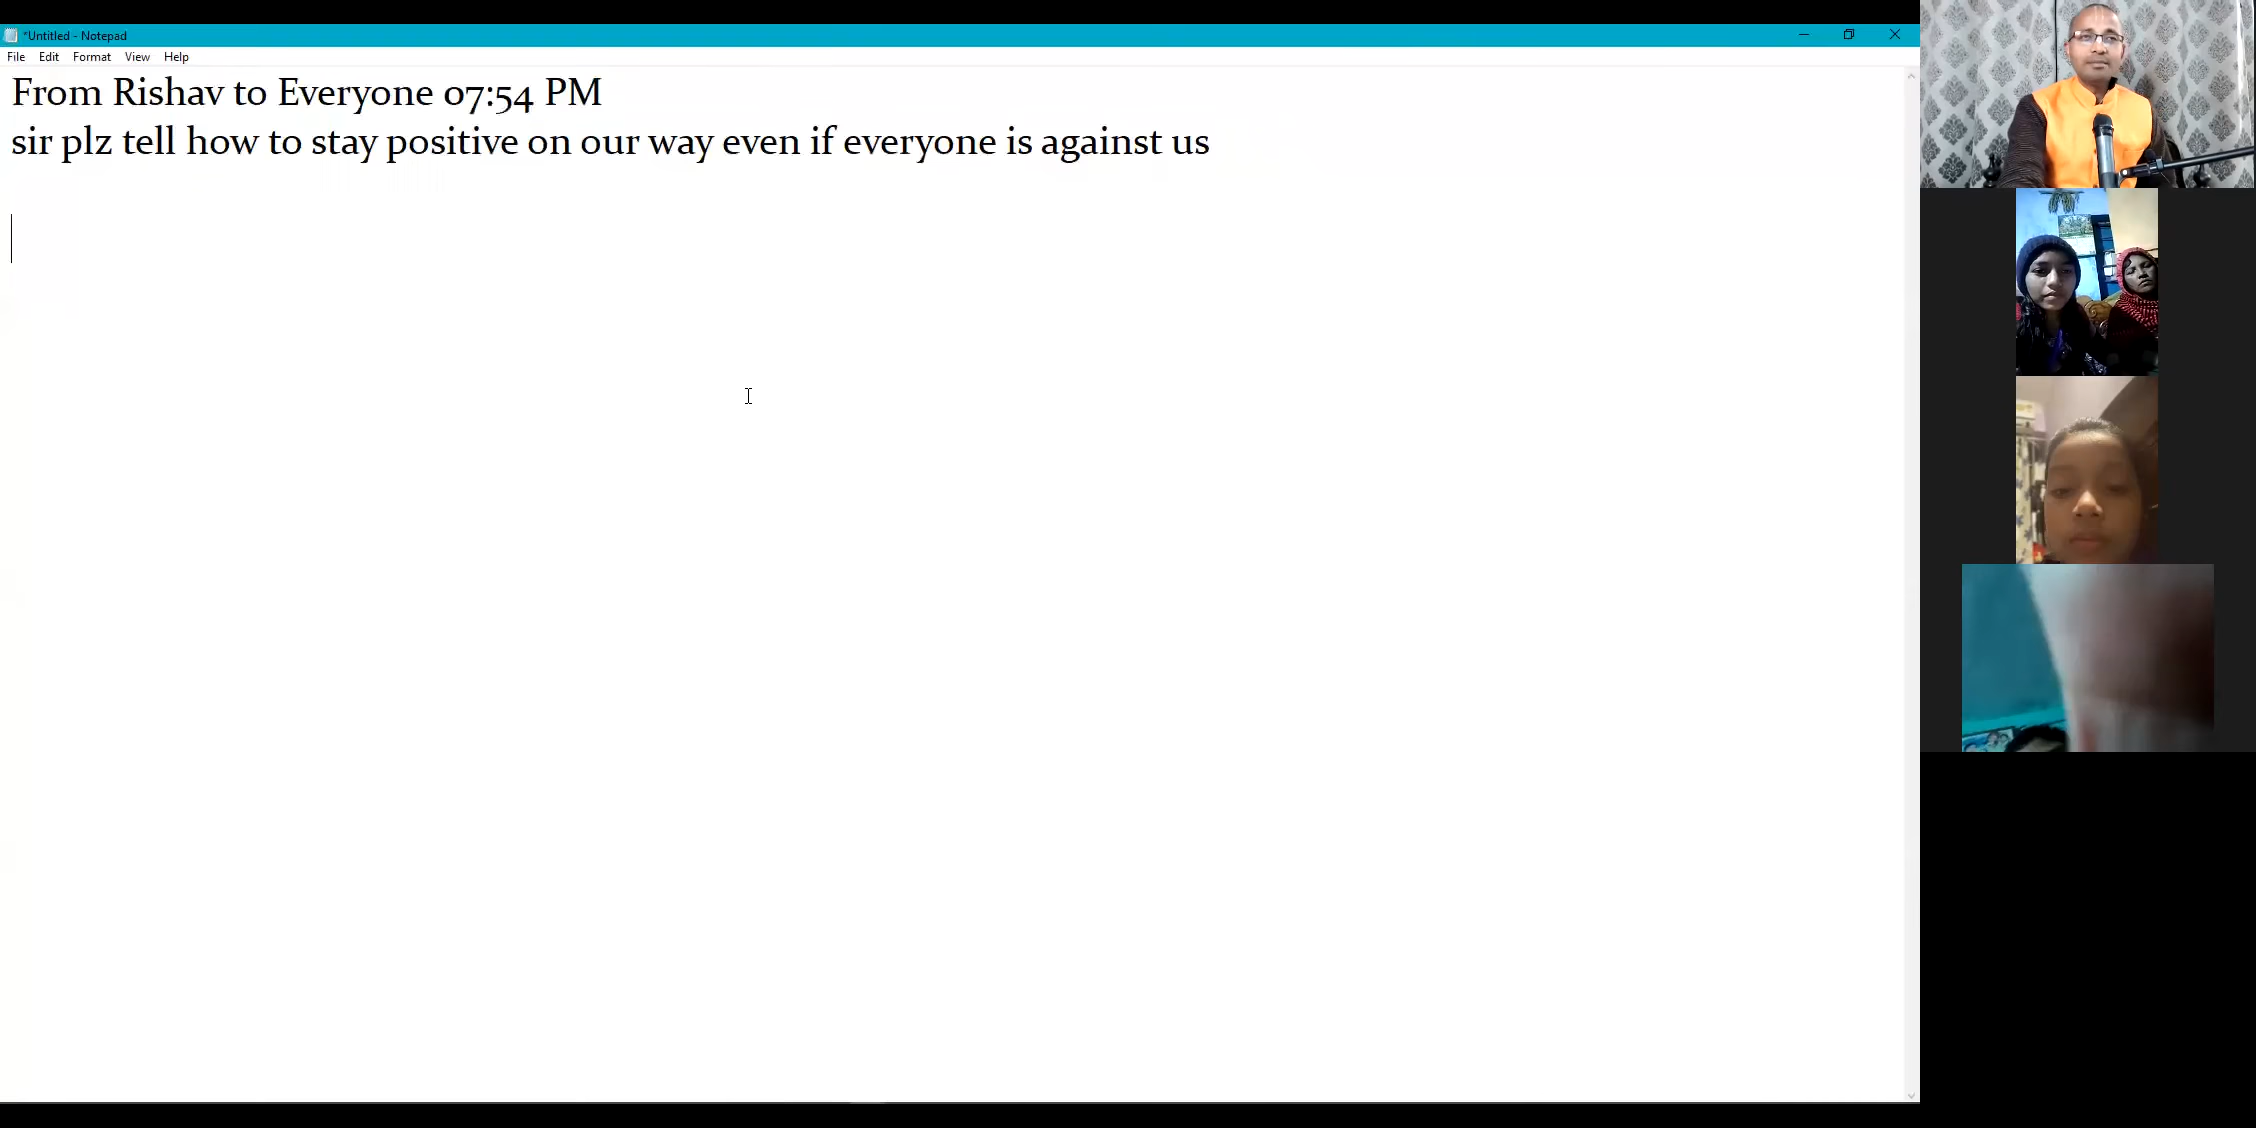 *Untitled - Notepad
File Edit Format View Help
From Rishav to Everyone 07:54 PM
sir plz tell how to stay positive on our way even if everyone is against us